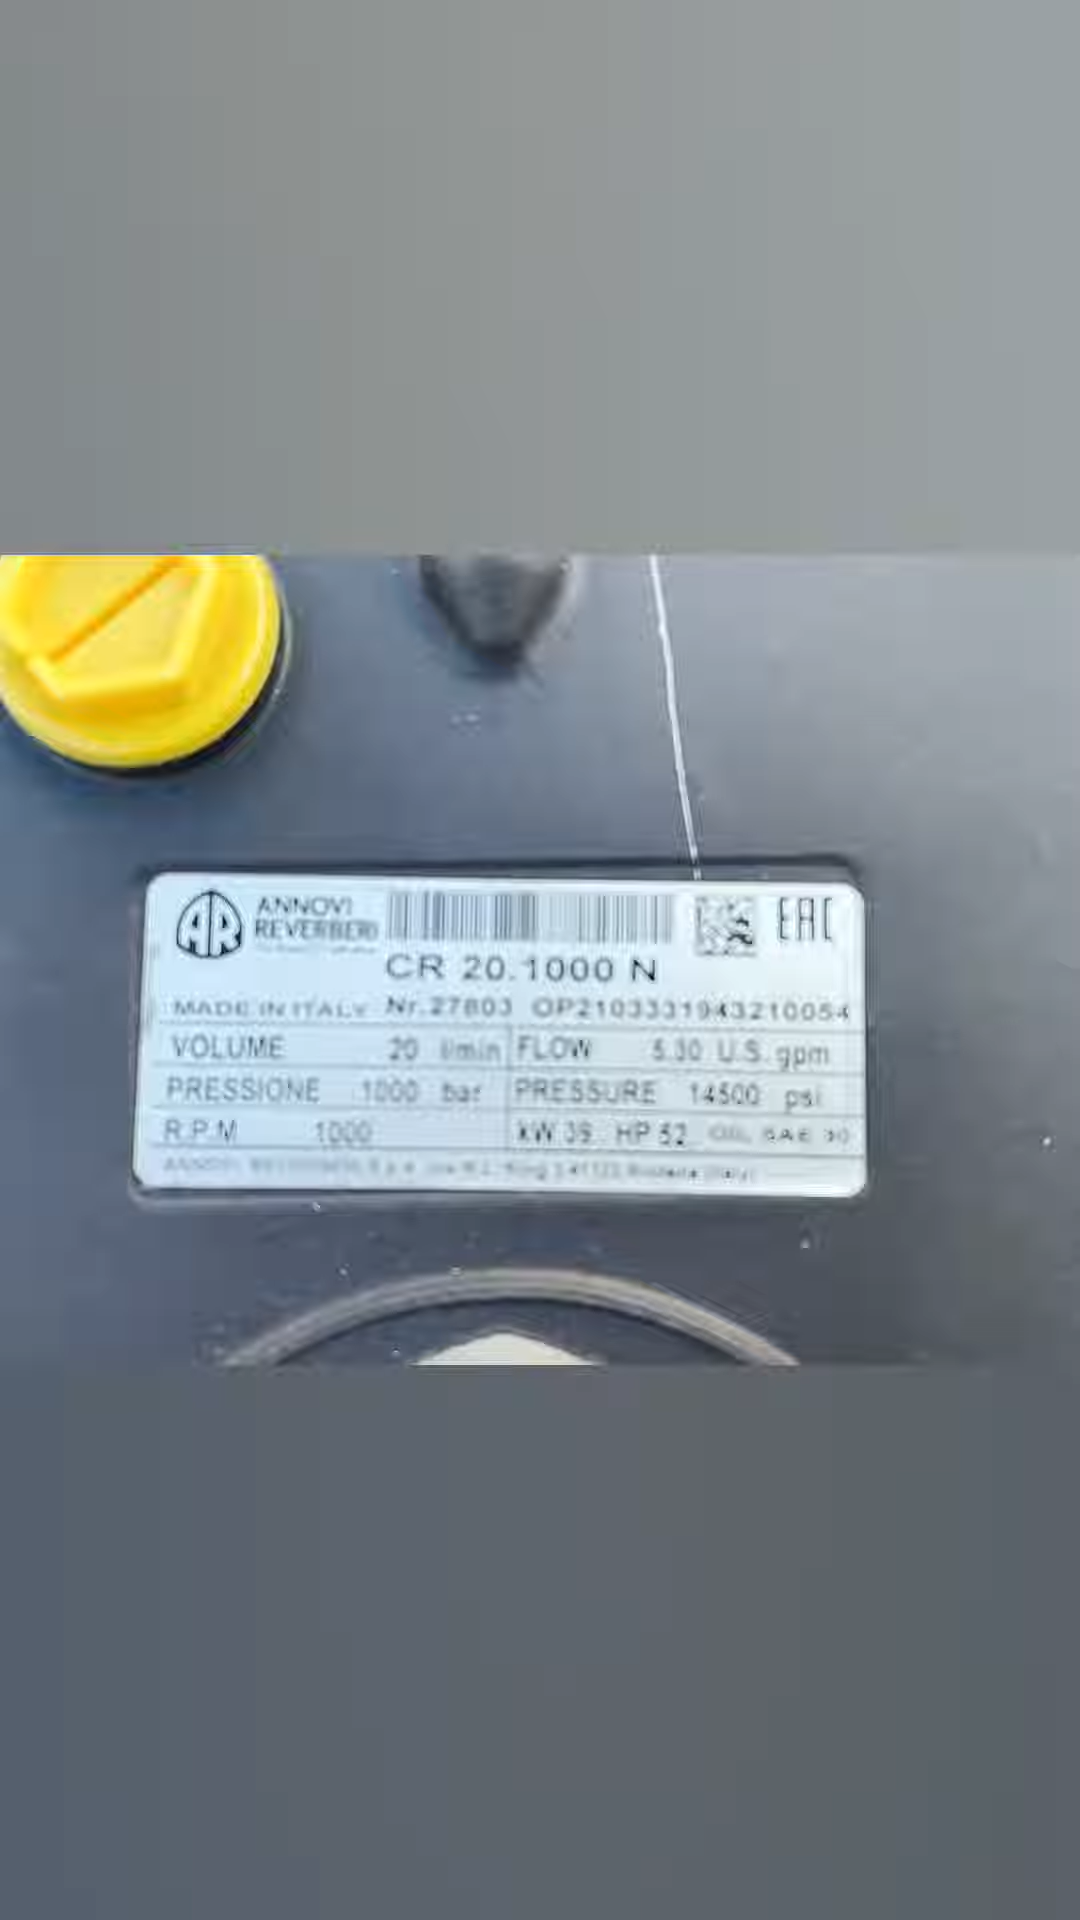 AR ANNOVI
REVERBERI
EAC
CR 20.1000 N
MADE IN ITALY Nr.27803 OP2103331943210054
VOLUME 20 l/min FLOW 5.30 U.S. gpm
PRESSIONE 1000 bar PRESSURE 14500 psi
R.P.M 1000 kW 39 HP 52 OIL SAE 30